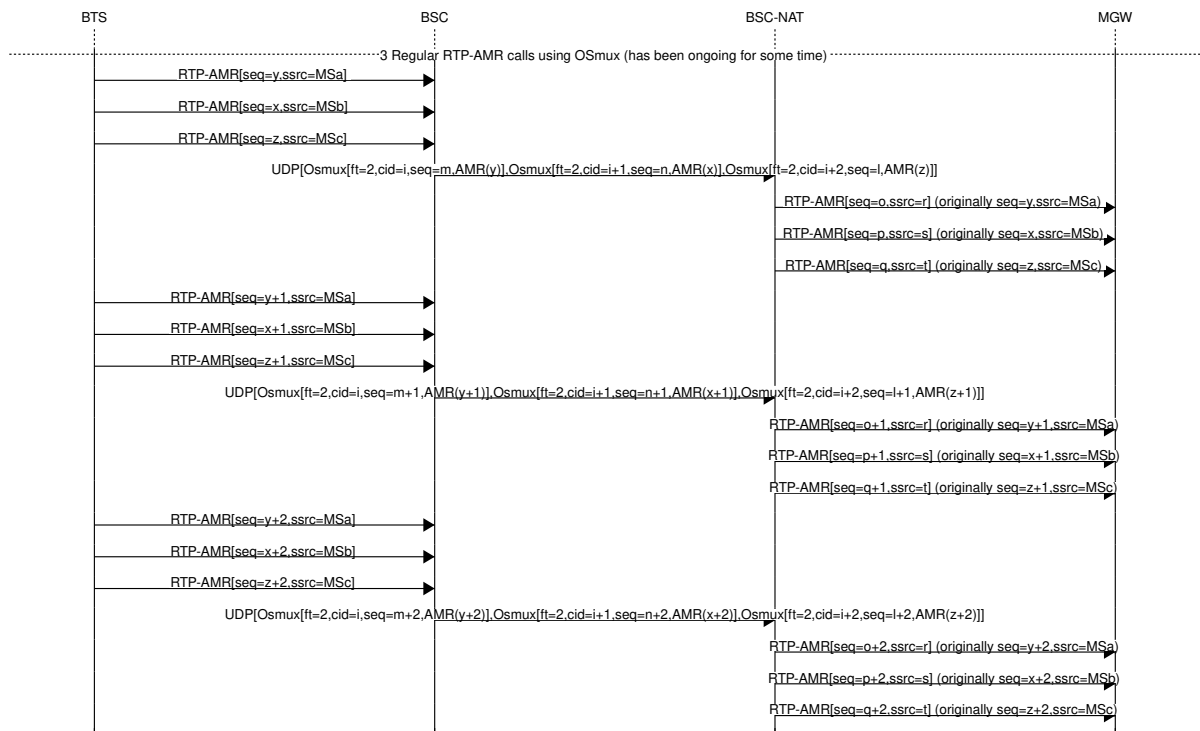 BTS BSC BSC-NAT MGW
3 Regular RTP-AMR calls using OSmux (has been ongoing for some time)
RTP-AMR[seq=y,ssrc=MSa]
RTP-AMR[seq=x,ssrc=MSb]
RTP-AMR[seq=z,ssrc=MSc]
UDP[Osmux[ft=2,cid=i,seq=m,AMR(y)],Osmux[ft=2,cid=i+1,seq=n,AMR(x)],Osmux[ft=2,cid=i+2,seq=l,AMR(z)]]
RTP-AMR[seq=o,ssrc=r] (originally seq=y,ssrc=MSa)
RTP-AMR[seq=p,ssrc=s] (originally seq=x,ssrc=MSb)
RTP-AMR[seq=q,ssrc=t] (originally seq=z,ssrc=MSc)
RTP-AMR[seq=y+1,ssrc=MSa]
RTP-AMR[seq=x+1,ssrc=MSb]
RTP-AMR[seq=z+1,ssrc=MSc]
UDP[Osmux[ft=2,cid=i,seq=m+1,AMR(y+1)],Osmux[ft=2,cid=i+1,seq=n+1,AMR(x+1)],Osmux[ft=2,cid=i+2,seq=l+1,AMR(z+1)]]
RTP-AMR[seq=o+1,ssrc=r] (originally seq=y+1,ssrc=MSa)
RTP-AMR[seq=p+1,ssrc=s] (originally seq=x+1,ssrc=MSb)
RTP-AMR[seq=q+1,ssrc=t] (originally seq=z+1,ssrc=MSc)
RTP-AMR[seq=y+2,ssrc=MSa]
RTP-AMR[seq=x+2,ssrc=MSb]
RTP-AMR[seq=z+2,ssrc=MSc]
UDP[Osmux[ft=2,cid=i,seq=m+2,AMR(y+2)],Osmux[ft=2,cid=i+1,seq=n+2,AMR(x+2)],Osmux[ft=2,cid=i+2,seq=l+2,AMR(z+2)]]
RTP-AMR[seq=o+2,ssrc=r] (originally seq=y+2,ssrc=MSa)
RTP-AMR[seq=p+2,ssrc=s] (originally seq=x+2,ssrc=MSb)
RTP-AMR[seq=q+2,ssrc=t] (originally seq=z+2,ssrc=MSc)